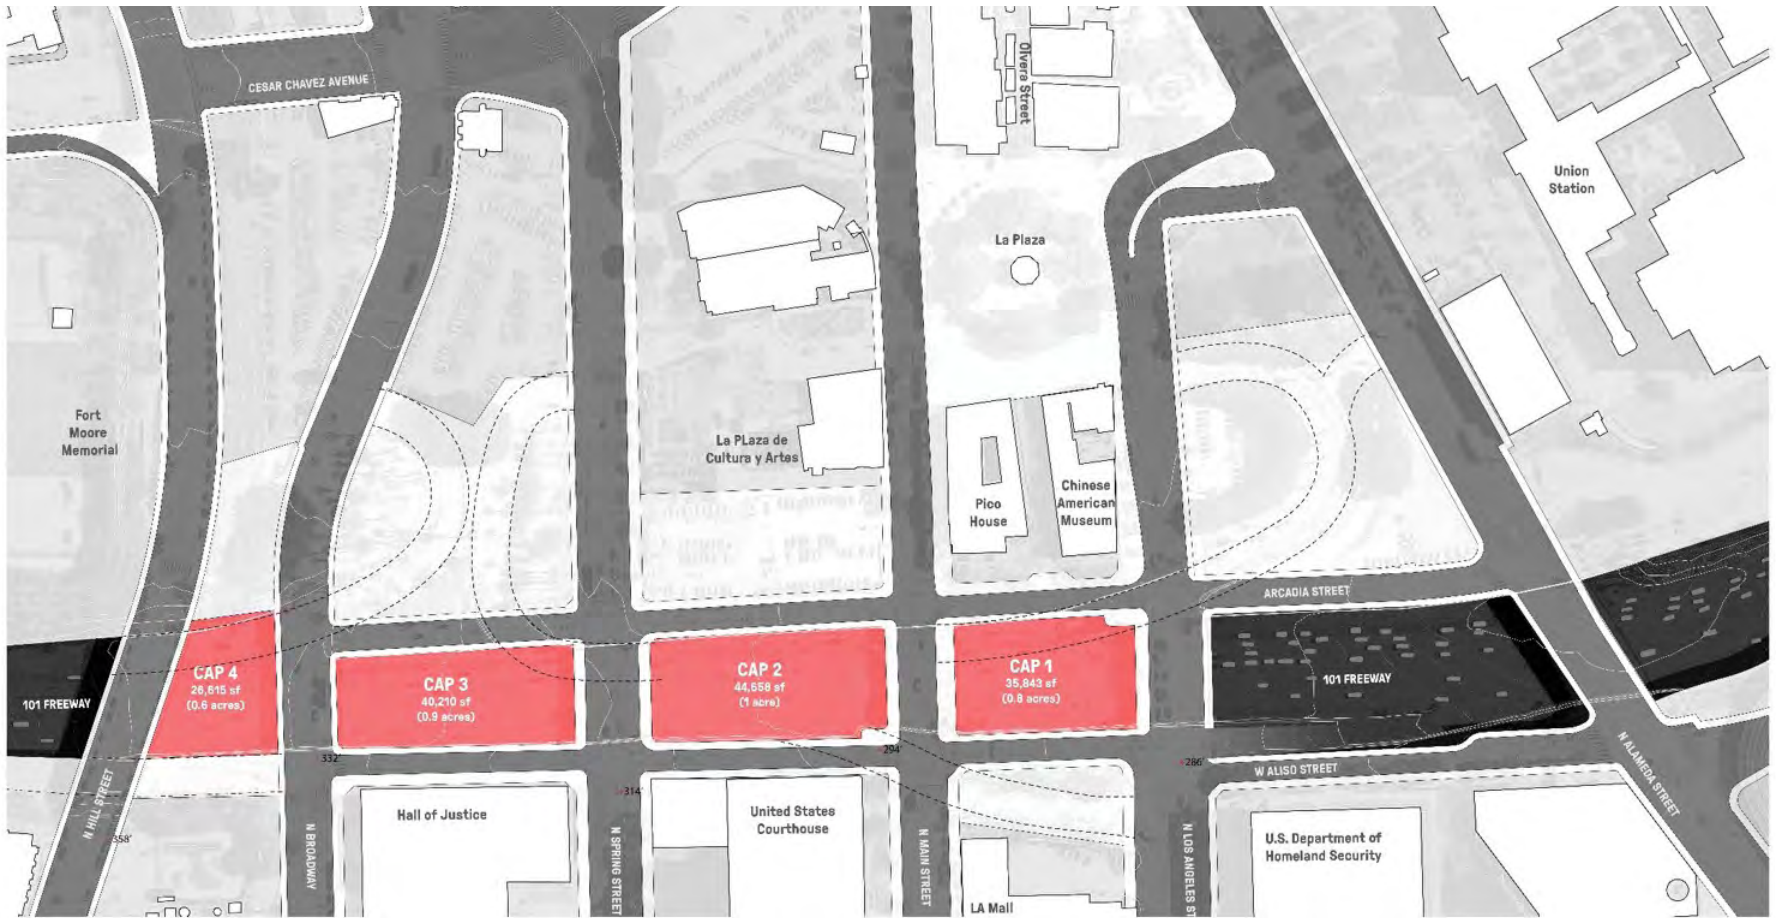 CESAR CHAVEZ AVENUE
Olvera Street
Union
Station
La Plaza
Fort
Moore
Memorial
La PLaza de
Cultura y Artes
Pico
House
Chinese
American
Museum
ARCADIA STREET
CAP 4
26,615 sf
(0.6 acres)
CAP 3
40,210 sf
(0.9 acres)
CAP 2
44,658 sf
(1 acre)
CAP 1
35,843 sf
(0.8 acres)
101 FREEWAY
101 FREEWAY
332'
294'
286'
W ALISO STREET
314'
358'
N HILL STREET
N BROADWAY
N SPRING STREET
N MAIN STREET
N LOS ANGELES ST
N ALAMEDA STREET
Hall of Justice
United States
Courthouse
U.S. Department of
Homeland Security
LA Mall